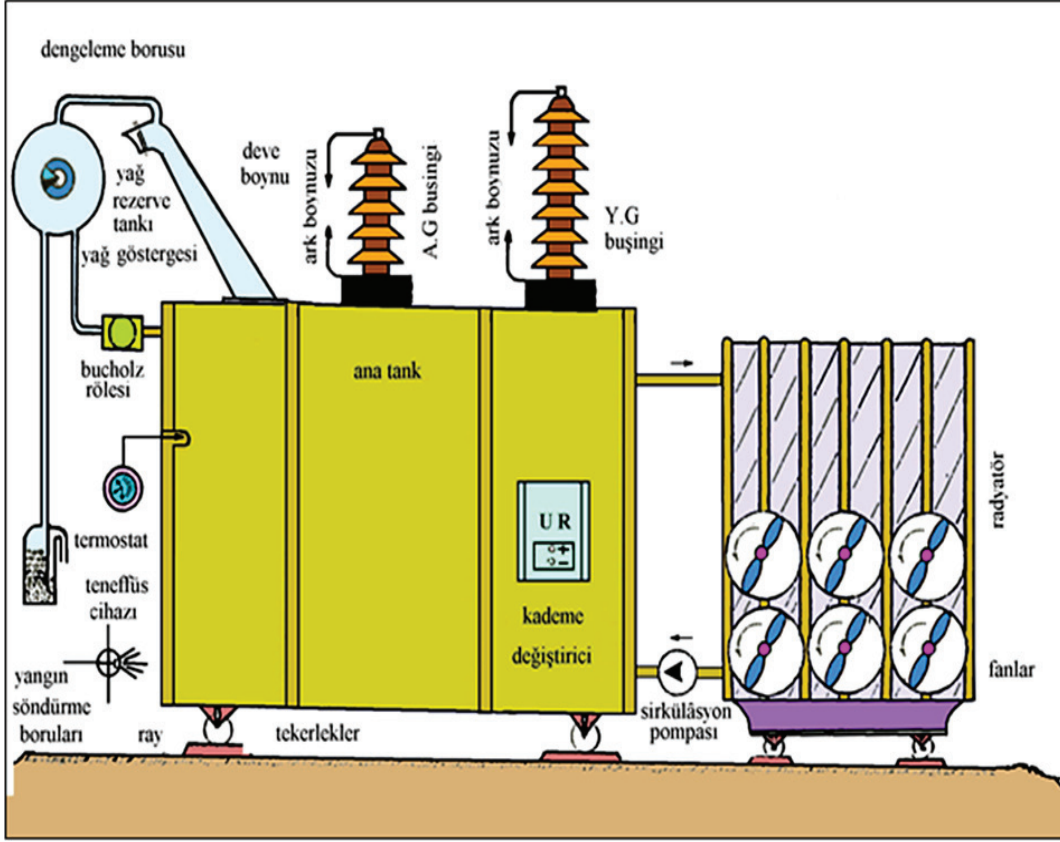 dengeleme borusu
yağ
rezerve
tankı
yağ göstergesi
deve
boynu
ark boynuzu
A.G busingi
ark boynuzu
Y.G
buşingi
bucholz
rölesi
ana tank
termostat
teneffüs
cihazı
yangın
söndürme
boruları
U R
+
-
kademe
değiştirici
radyatör
fanlar
sirkülâsyon
pompası
ray
tekerlekler